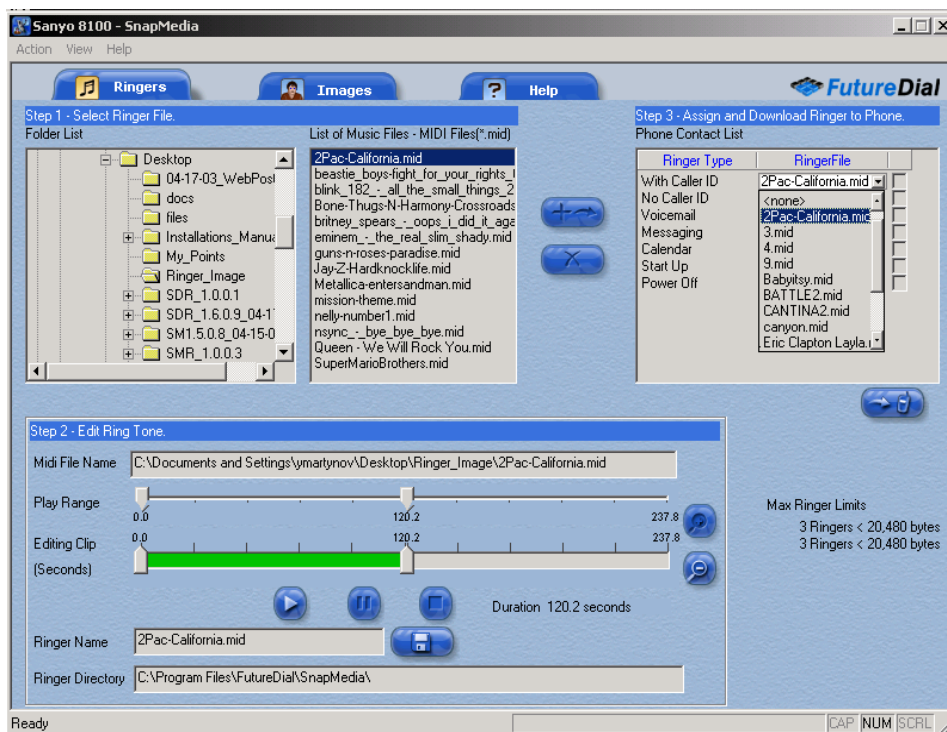 Sanyo 8100 - SnapMedia
Action View Help
Ringers
Images
Help
FutureDial
Step 1 - Select Ringer File.
Folder List
Desktop
04-17-03_WebPost
docs
files
Installations_Manua
My_Points
Ringer_Image
SDR_1.0.0.1
SDR_1.6.0.9_04-1
SM1.5.0.8_04-15-0
SMR_1.0.0.3
List of Music Files - MIDI Files(*.mid)
2Pac-California.mid
beastie_boys-fight_for_your_rights_
blink_182_-_all_the_small_things_2
Bone-Thugs-N-Harmony-Crossroads
britney_spears_-_oops_i_did_it_aga
eminem_-_the_real_slim_shady.mid
guns-n-roses-paradise.mid
Jay-Z-Hardknocklife.mid
Metallica-entersandman.mid
mission-theme.mid
nelly-number1.mid
nsync_-_bye_bye_bye.mid
Queen - We Will Rock You.mid
SuperMarioBrothers.mid
Step 3 - Assign and Download Ringer to Phone.
Phone Contact List
Ringer Type RingerFile
With Caller ID 2Pac-California.mid
No Caller ID
Voicemail
Messaging
Calendar
Start Up
Power Off
<none>
2Pac-California.mid
3.mid
4.mid
9.mid
Babyitsy.mid
BATTLE2.mid
CANTINA2.mid
canyon.mid
Eric Clapton Layla.
Step 2 - Edit Ring Tone.
Midi File Name C:\Documents and Settings\ymartynov\Desktop\Ringer_Image\2Pac-California.mid
Play Range
0.0 120.2 237.8
Editing Clip
0.0 120.2 237.8
(Seconds)
Duration 120.2 seconds
Ringer Name 2Pac-California.mid
Ringer Directory C:\Program Files\FutureDial\SnapMedia\
Max Ringer Limits
3 Ringers < 20,480 bytes
3 Ringers < 20,480 bytes
Ready
CAP NUM SCRL